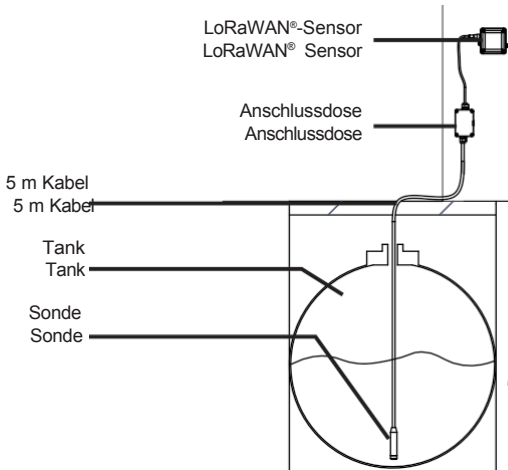 LoRaWAN®-Sensor
LoRaWAN® Sensor
Anschlussdose
Anschlussdose
5 m Kabel
5 m Kabel
Tank
Tank
Sonde
Sonde